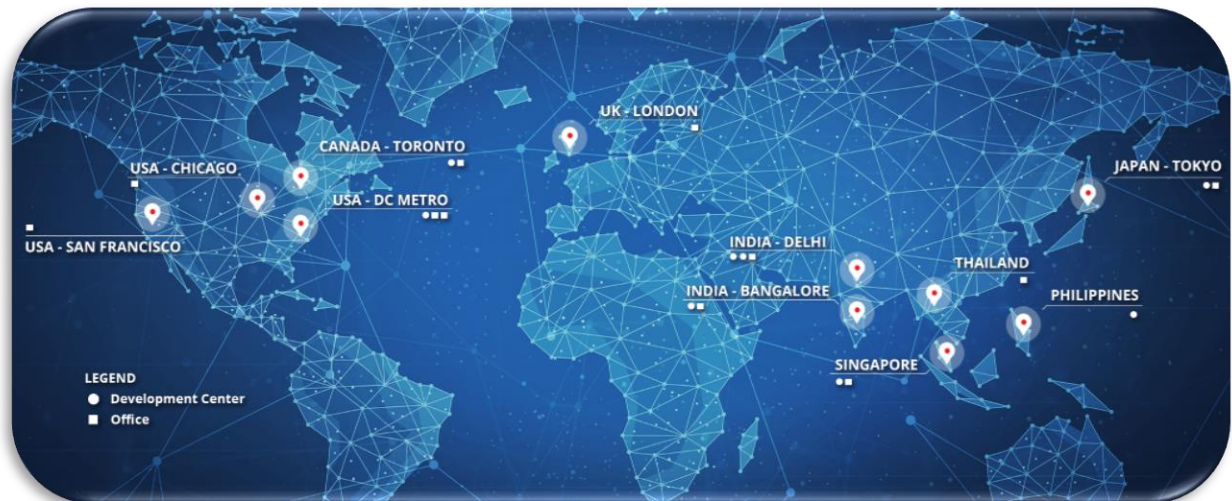 UK - LONDON
CANADA - TORONTO
USA - CHICAGO
JAPAN - TOKYO
USA - DC METRO
USA - SAN FRANCISCO
INDIA - DELHI
THAILAND
INDIA - BANGALORE
PHILIPPINES
SINGAPORE
LEGEND
Development Center
Office